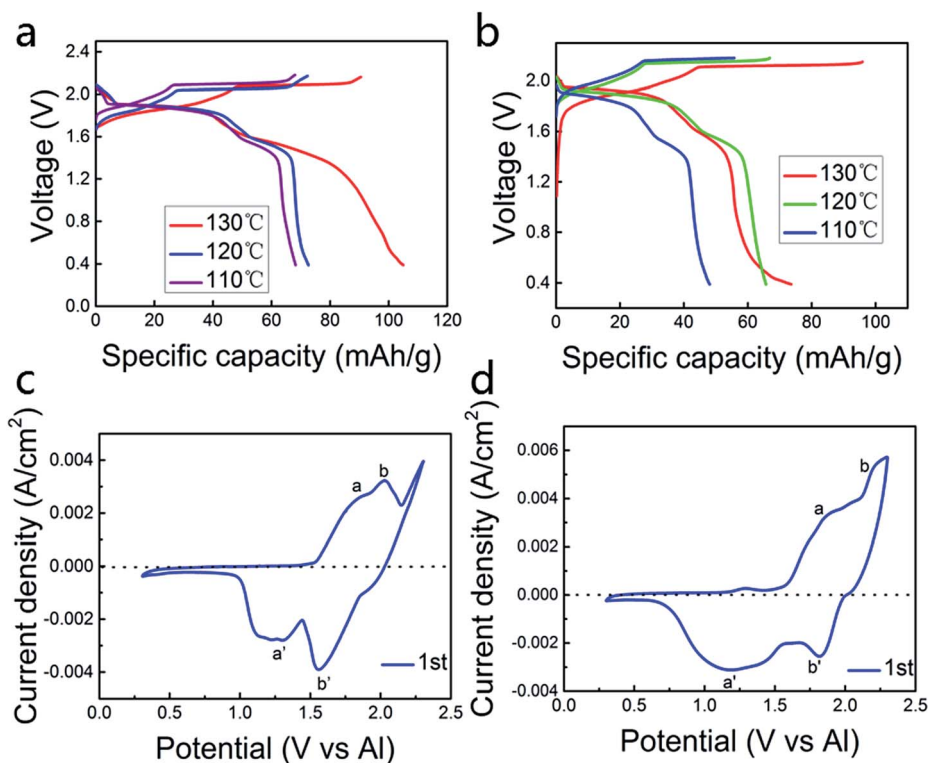 a
Voltage (V)
2.4
2.0
1.6
1.2
0.8
0.4
0.0
130℃
120℃
110℃
0 20 40 60 80 100 120
Specific capacity (mAh/g)
b
Voltage (V)
2.0
1.6
1.2
0.8
0.4
130℃
120℃
110℃
0 20 40 60 80 100
Specific capacity (mAh/g)
c
Current density (A/cm²)
0.004
0.002
0.000
-0.002
-0.004
a
b
a'
b'
1st
0.0 0.5 1.0 1.5 2.0 2.5
Potential (V vs Al)
d
Current density (A/cm²)
0.006
0.004
0.002
0.000
-0.002
-0.004
a
b
a'
b'
1st
0.0 0.5 1.0 1.5 2.0 2.5
Potential (V vs Al)